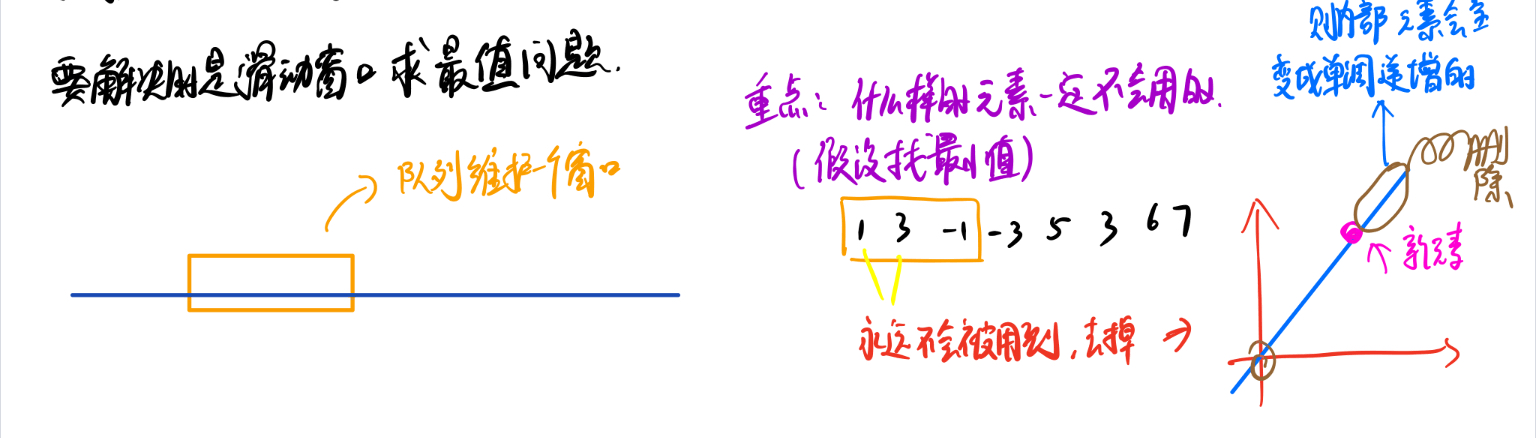 要解决的是滑动窗口求最值问题.
队列维护一个窗口
重点: 什么样的元素一定不会用的.
(假设找最小值)
1 3 -1 -3 5 3 6 7
永远不会被用到,去掉 →
则内部元素会全
变成单调递增的
删
除
新元素